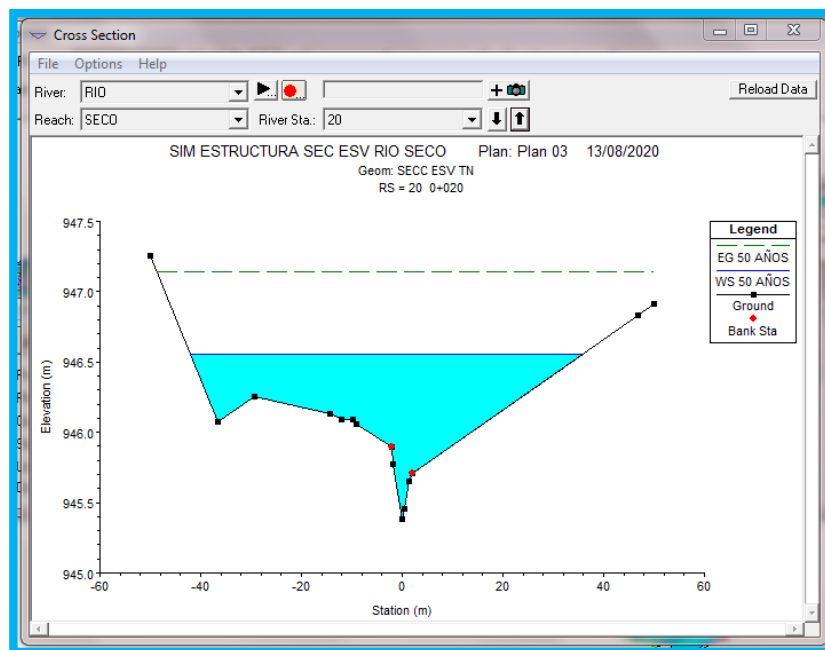 Cross Section
File Options Help
River: RIO
Reload Data
Reach: SECO River Sta.: 20
SIM ESTRUCTURA SEC ESV RIO SECO Plan: Plan 03 13/08/2020
Geom: SECC ESV TN
RS = 20 0+020
Legend
EG 50 AÑOS
WS 50 AÑOS
Ground
Bank Sta
Elevation (m)
947.5
947.0
946.5
946.0
945.5
945.0
-60 -40 -20 0 20 40 60
Station (m)